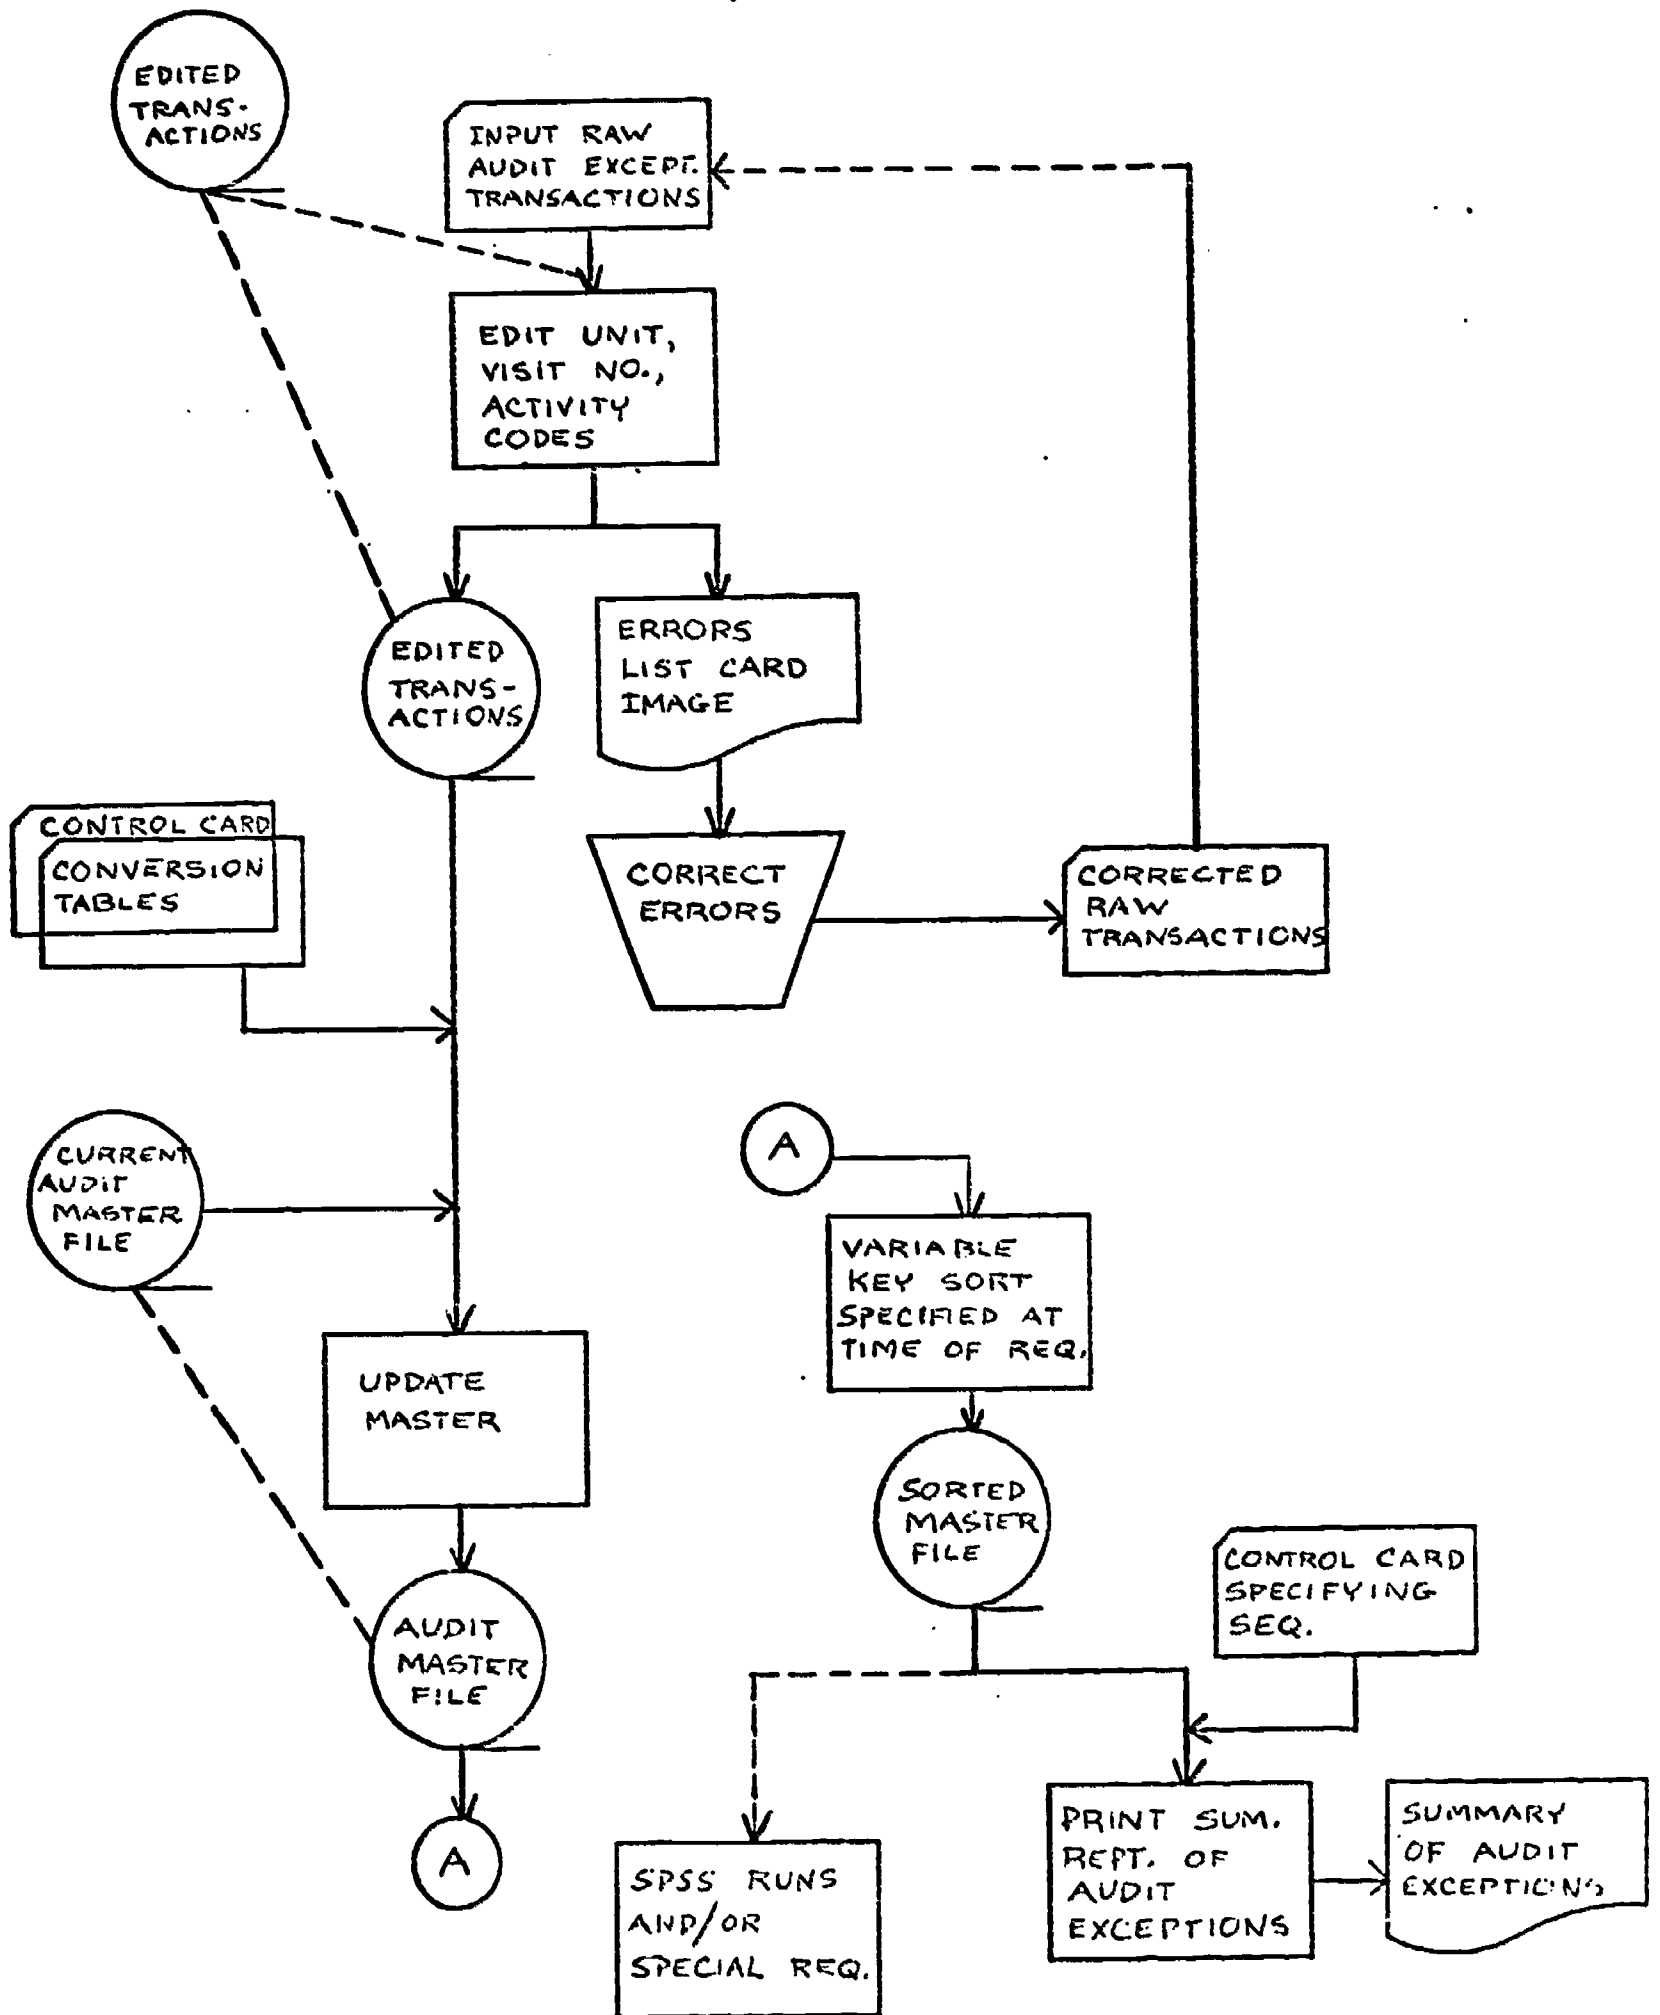 EDITED
TRANS-
ACTIONS
INPUT RAW
AUDIT EXCEPT.
TRANSACTIONS
EDIT UNIT,
VISIT NO.,
ACTIVITY
CODES
EDITED
TRANS-
ACTIONS
ERRORS
LIST CARD
IMAGE
CONTROL CARD
CONVERSION
TABLES
CORRECT
ERRORS
CORRECTED
RAW
TRANSACTIONS
CURRENT
AUDIT
MASTER
FILE
UPDATE
MASTER
AUDIT
MASTER
FILE
A
A
VARIABLE
KEY SORT
SPECIFIED AT
TIME OF REQ.
SORTED
MASTER
FILE
CONTROL CARD
SPECIFYING
SEQ.
SPSS RUNS
AND/OR
SPECIAL REQ.
PRINT SUM.
REPT. OF
AUDIT
EXCEPTIONS
SUMMARY
OF AUDIT
EXCEPTIONS